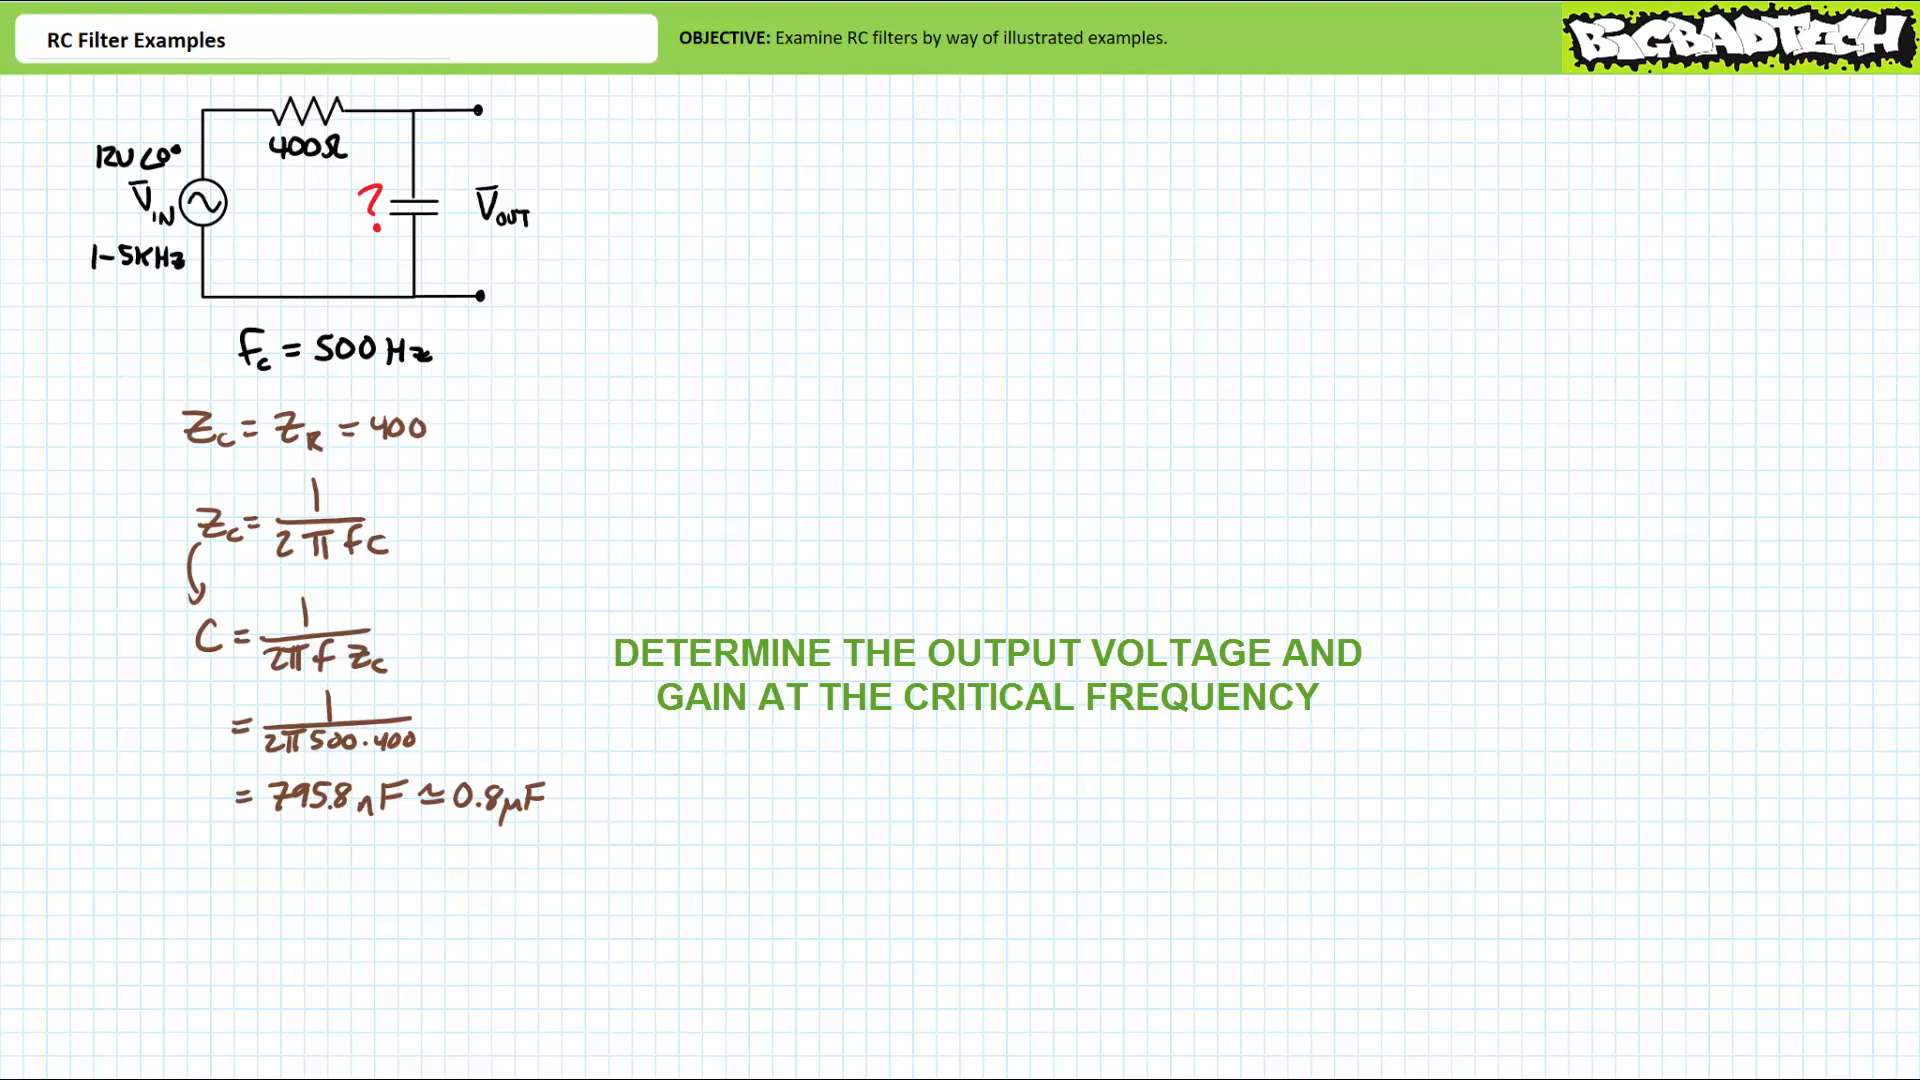 RC Filter Examples
OBJECTIVE: Examine RC filters by way of illustrated examples.
BIGBADTECH
400Ω
12V∠0°
V̅IN
1-5KHz
?
V̅OUT
fc = 500Hz
Zc = ZR = 400
Zc = 1/2πfC
C = 1/2πf Zc
= 1/2π500·400
= 795.8nF ≃ 0.8μF
DETERMINE THE OUTPUT VOLTAGE AND
GAIN AT THE CRITICAL FREQUENCY